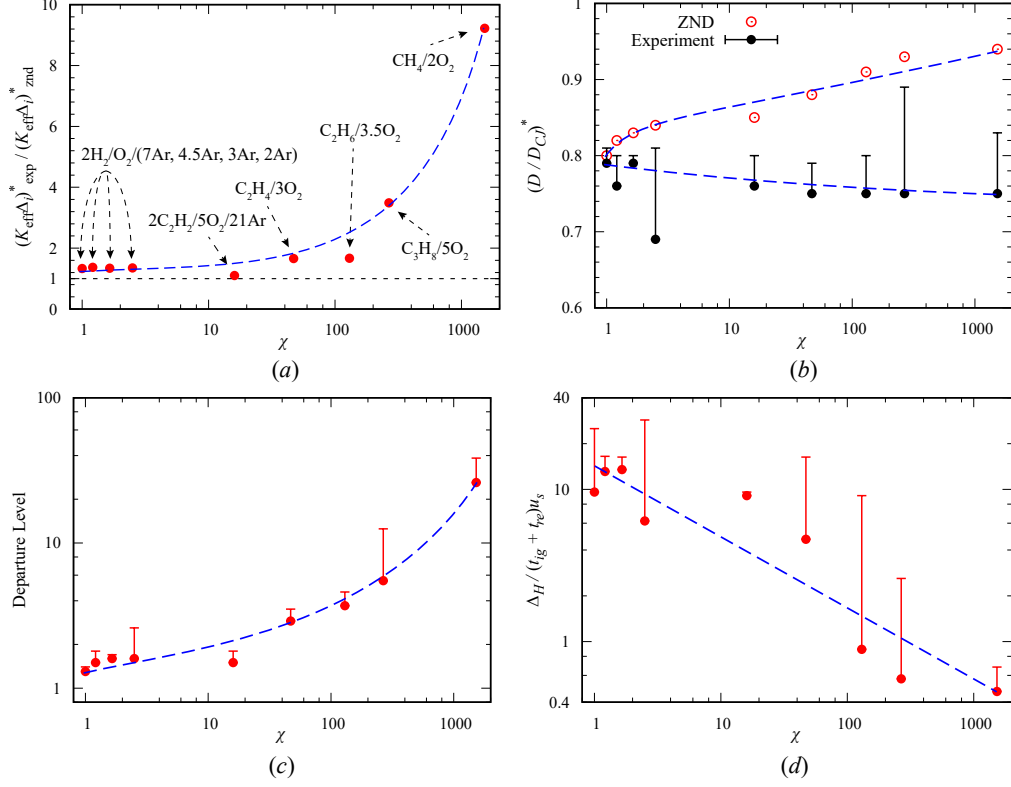 10
8
6
4
2
1
0
(K_eff Δ_i)*_exp / (K_eff Δ_i)*_znd
CH₄/2O₂
C₂H₆/3.5O₂
2H₂/O₂/(7Ar, 4.5Ar, 3Ar, 2Ar)
C₂H₄/3O₂
2C₂H₂/5O₂/21Ar
C₃H₈/5O₂
1 10 100 1000
χ
(a)
1
0.9
0.8
0.7
0.6
(D / D_CJ)*
ZND
Experiment
1 10 100 1000
χ
(b)
100
10
1
Departure Level
1 10 100 1000
χ
(c)
40
10
1
0.4
Δ_H / (t_ig + t_re)u_s
1 10 100 1000
χ
(d)